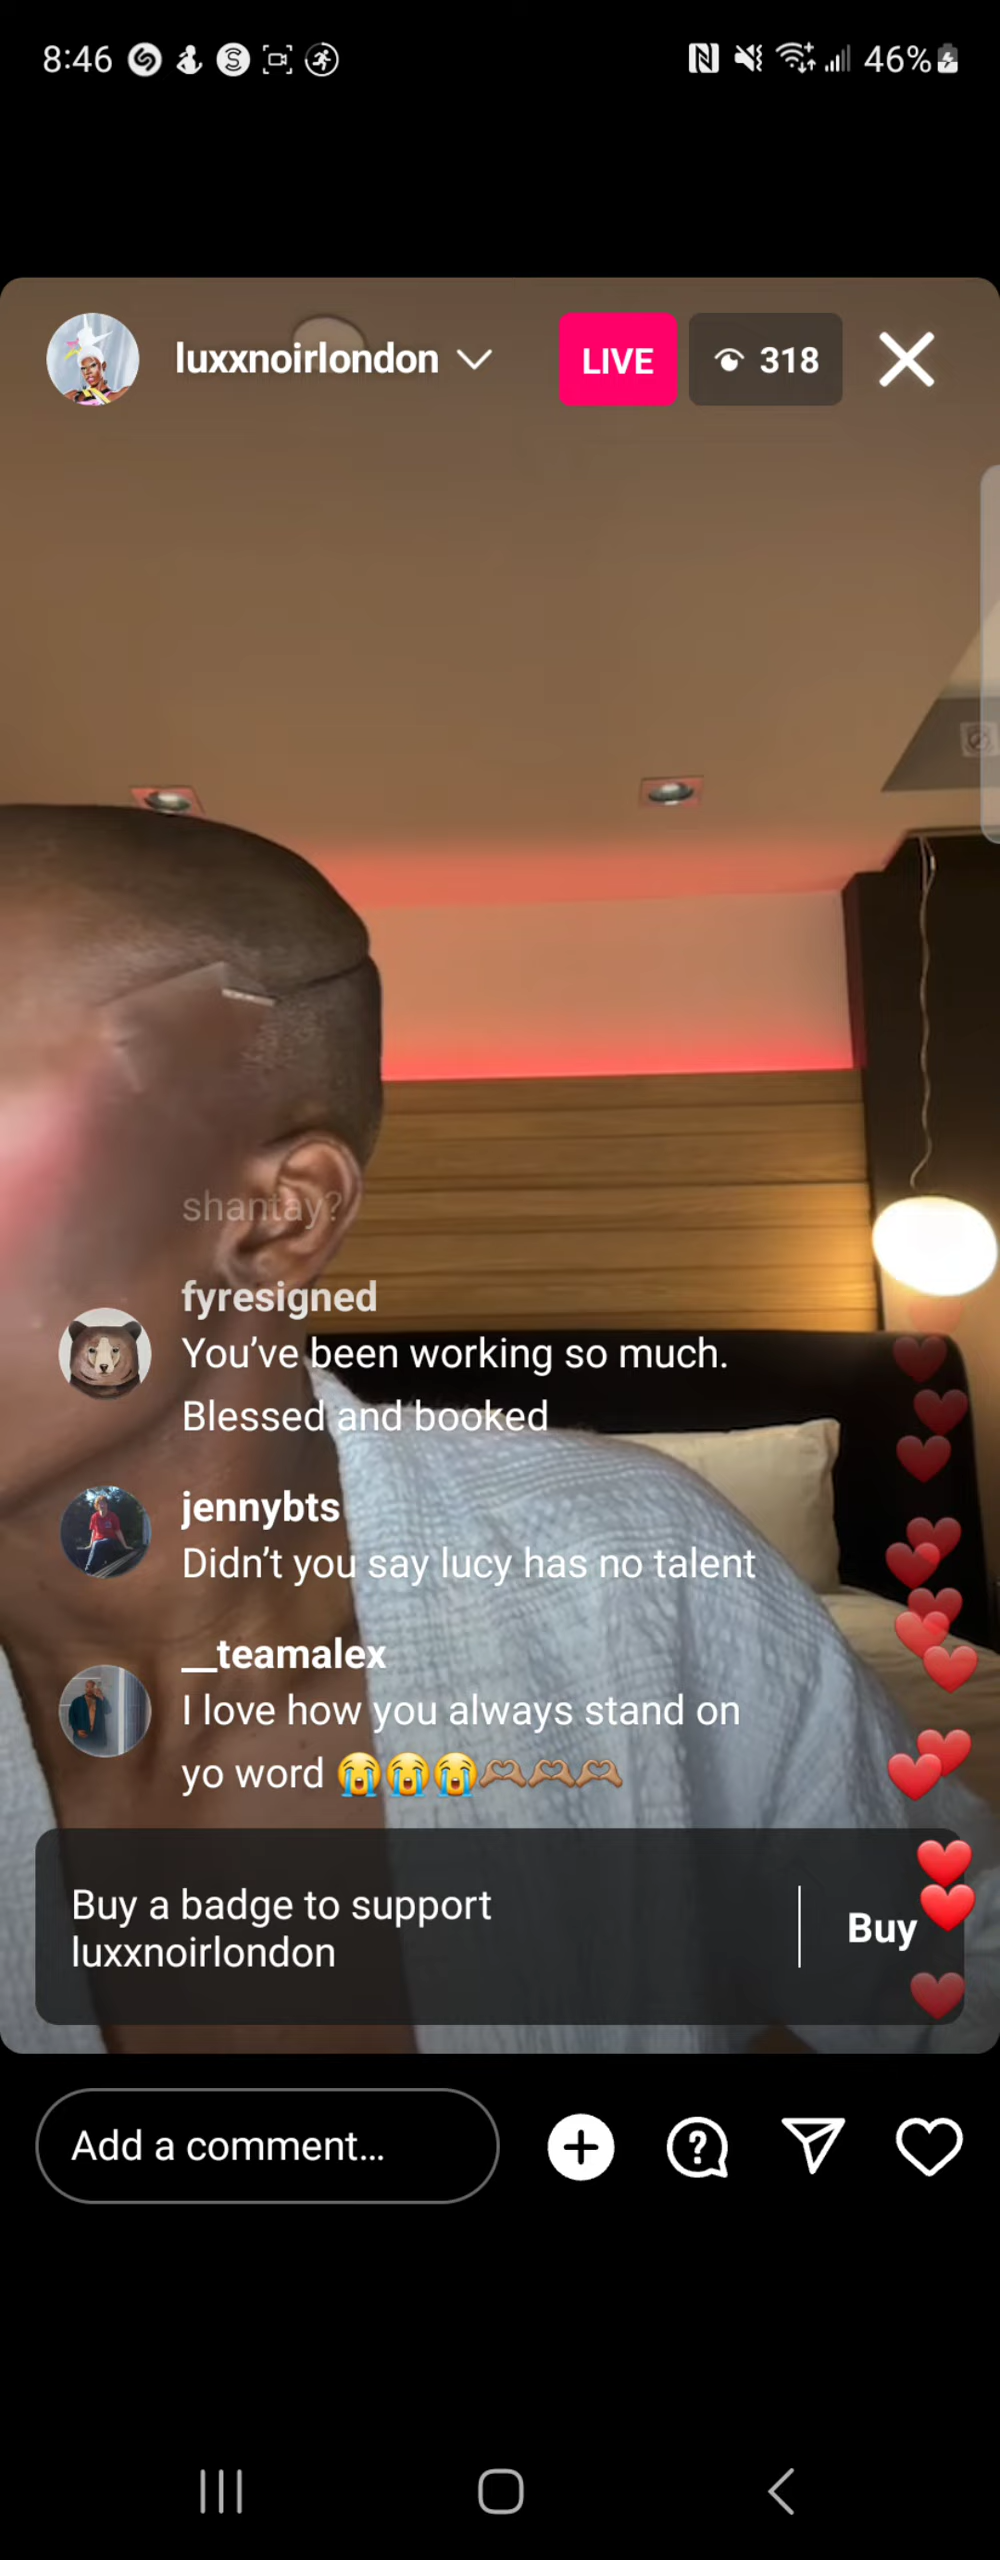 8:46
46%
luxxnoirlondon
LIVE
318
shantay?
fyresigned
You’ve been working so much.
Blessed and booked
jennybts
Didn’t you say lucy has no talent
__teamalex
I love how you always stand on
yo word 😭😭😭🫶🏽🫶🏽🫶🏽
Buy a badge to support
luxxnoirlondon
Buy
Add a comment...